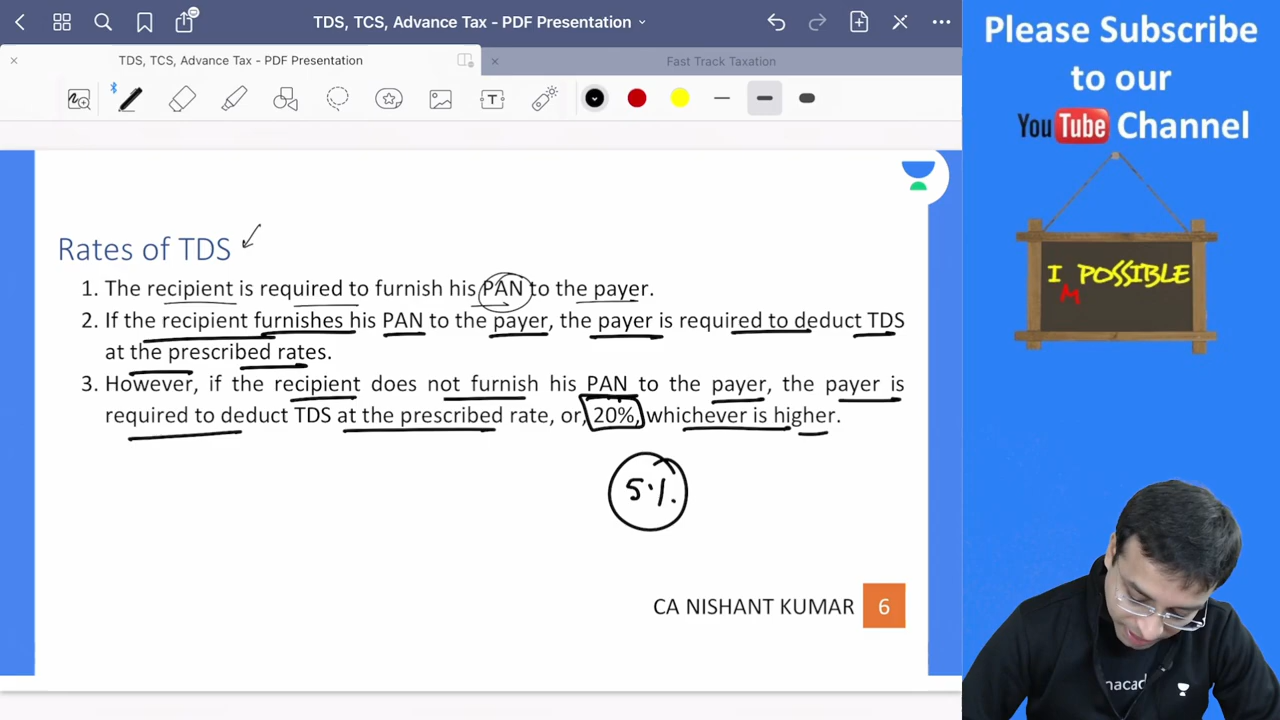 TDS, TCS, Advance Tax - PDF Presentation
TDS, TCS, Advance Tax - PDF Presentation
Fast Track Taxation
T
Rates of TDS
1. The recipient is required to furnish his PAN to the payer.
2. If the recipient furnishes his PAN to the payer, the payer is required to deduct TDS
at the prescribed rates.
3. However, if the recipient does not furnish his PAN to the payer, the payer is
required to deduct TDS at the prescribed rate, or, 20%, whichever is higher.
5%.
CA NISHANT KUMAR 6
Please Subscribe
to our
YouTube Channel
I POSSIBLE
M
nacad